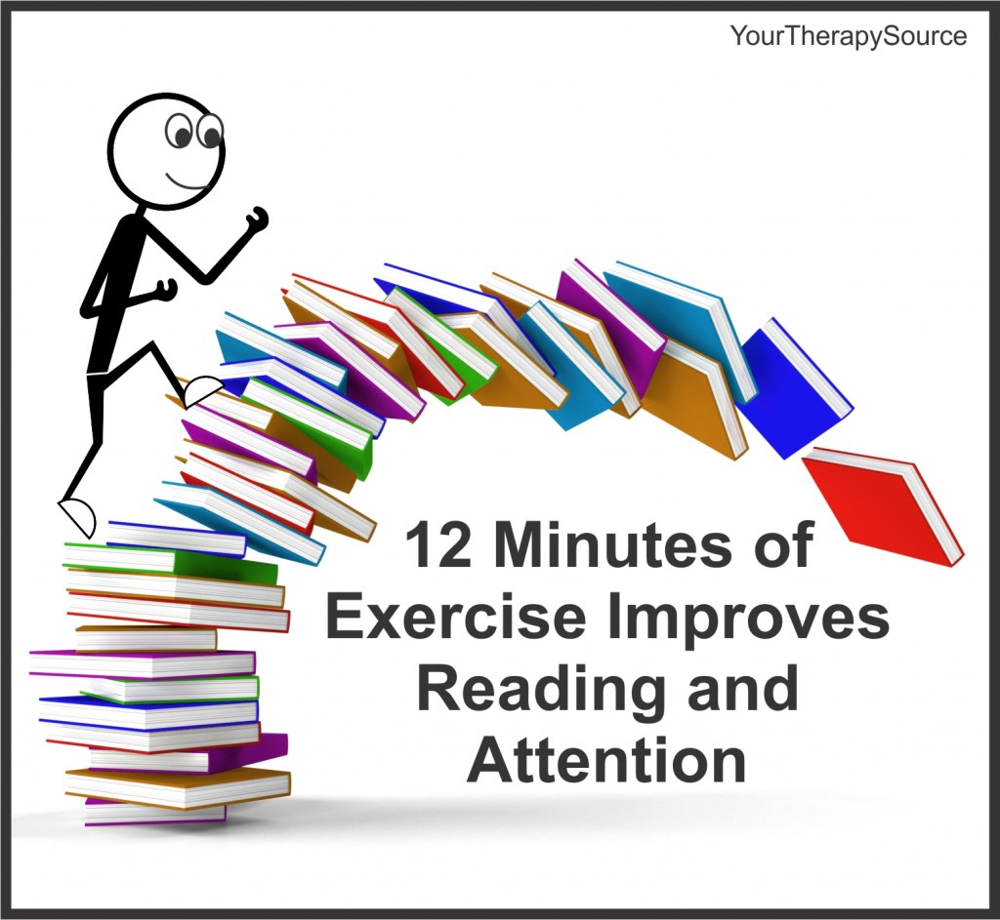 YourTherapySource
12 Minutes of
Exercise Improves
Reading and
Attention